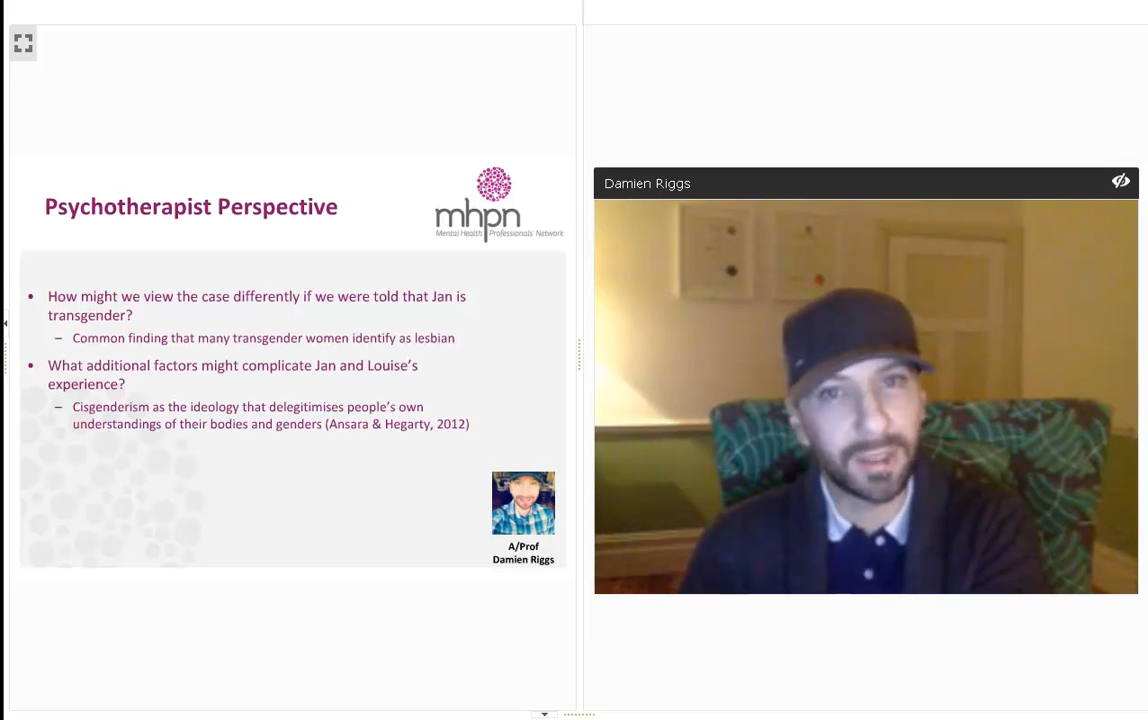 Psychotherapist Perspective
mhpn
Mental Health Professionals' Network
• How might we view the case differently if we were told that Jan is
transgender?
– Common finding that many transgender women identify as lesbian
• What additional factors might complicate Jan and Louise's
experience?
– Cisgenderism as the ideology that delegitimises people's own
understandings of their bodies and genders (Ansara & Hegarty, 2012)
A/Prof
Damien Riggs
Damien Riggs